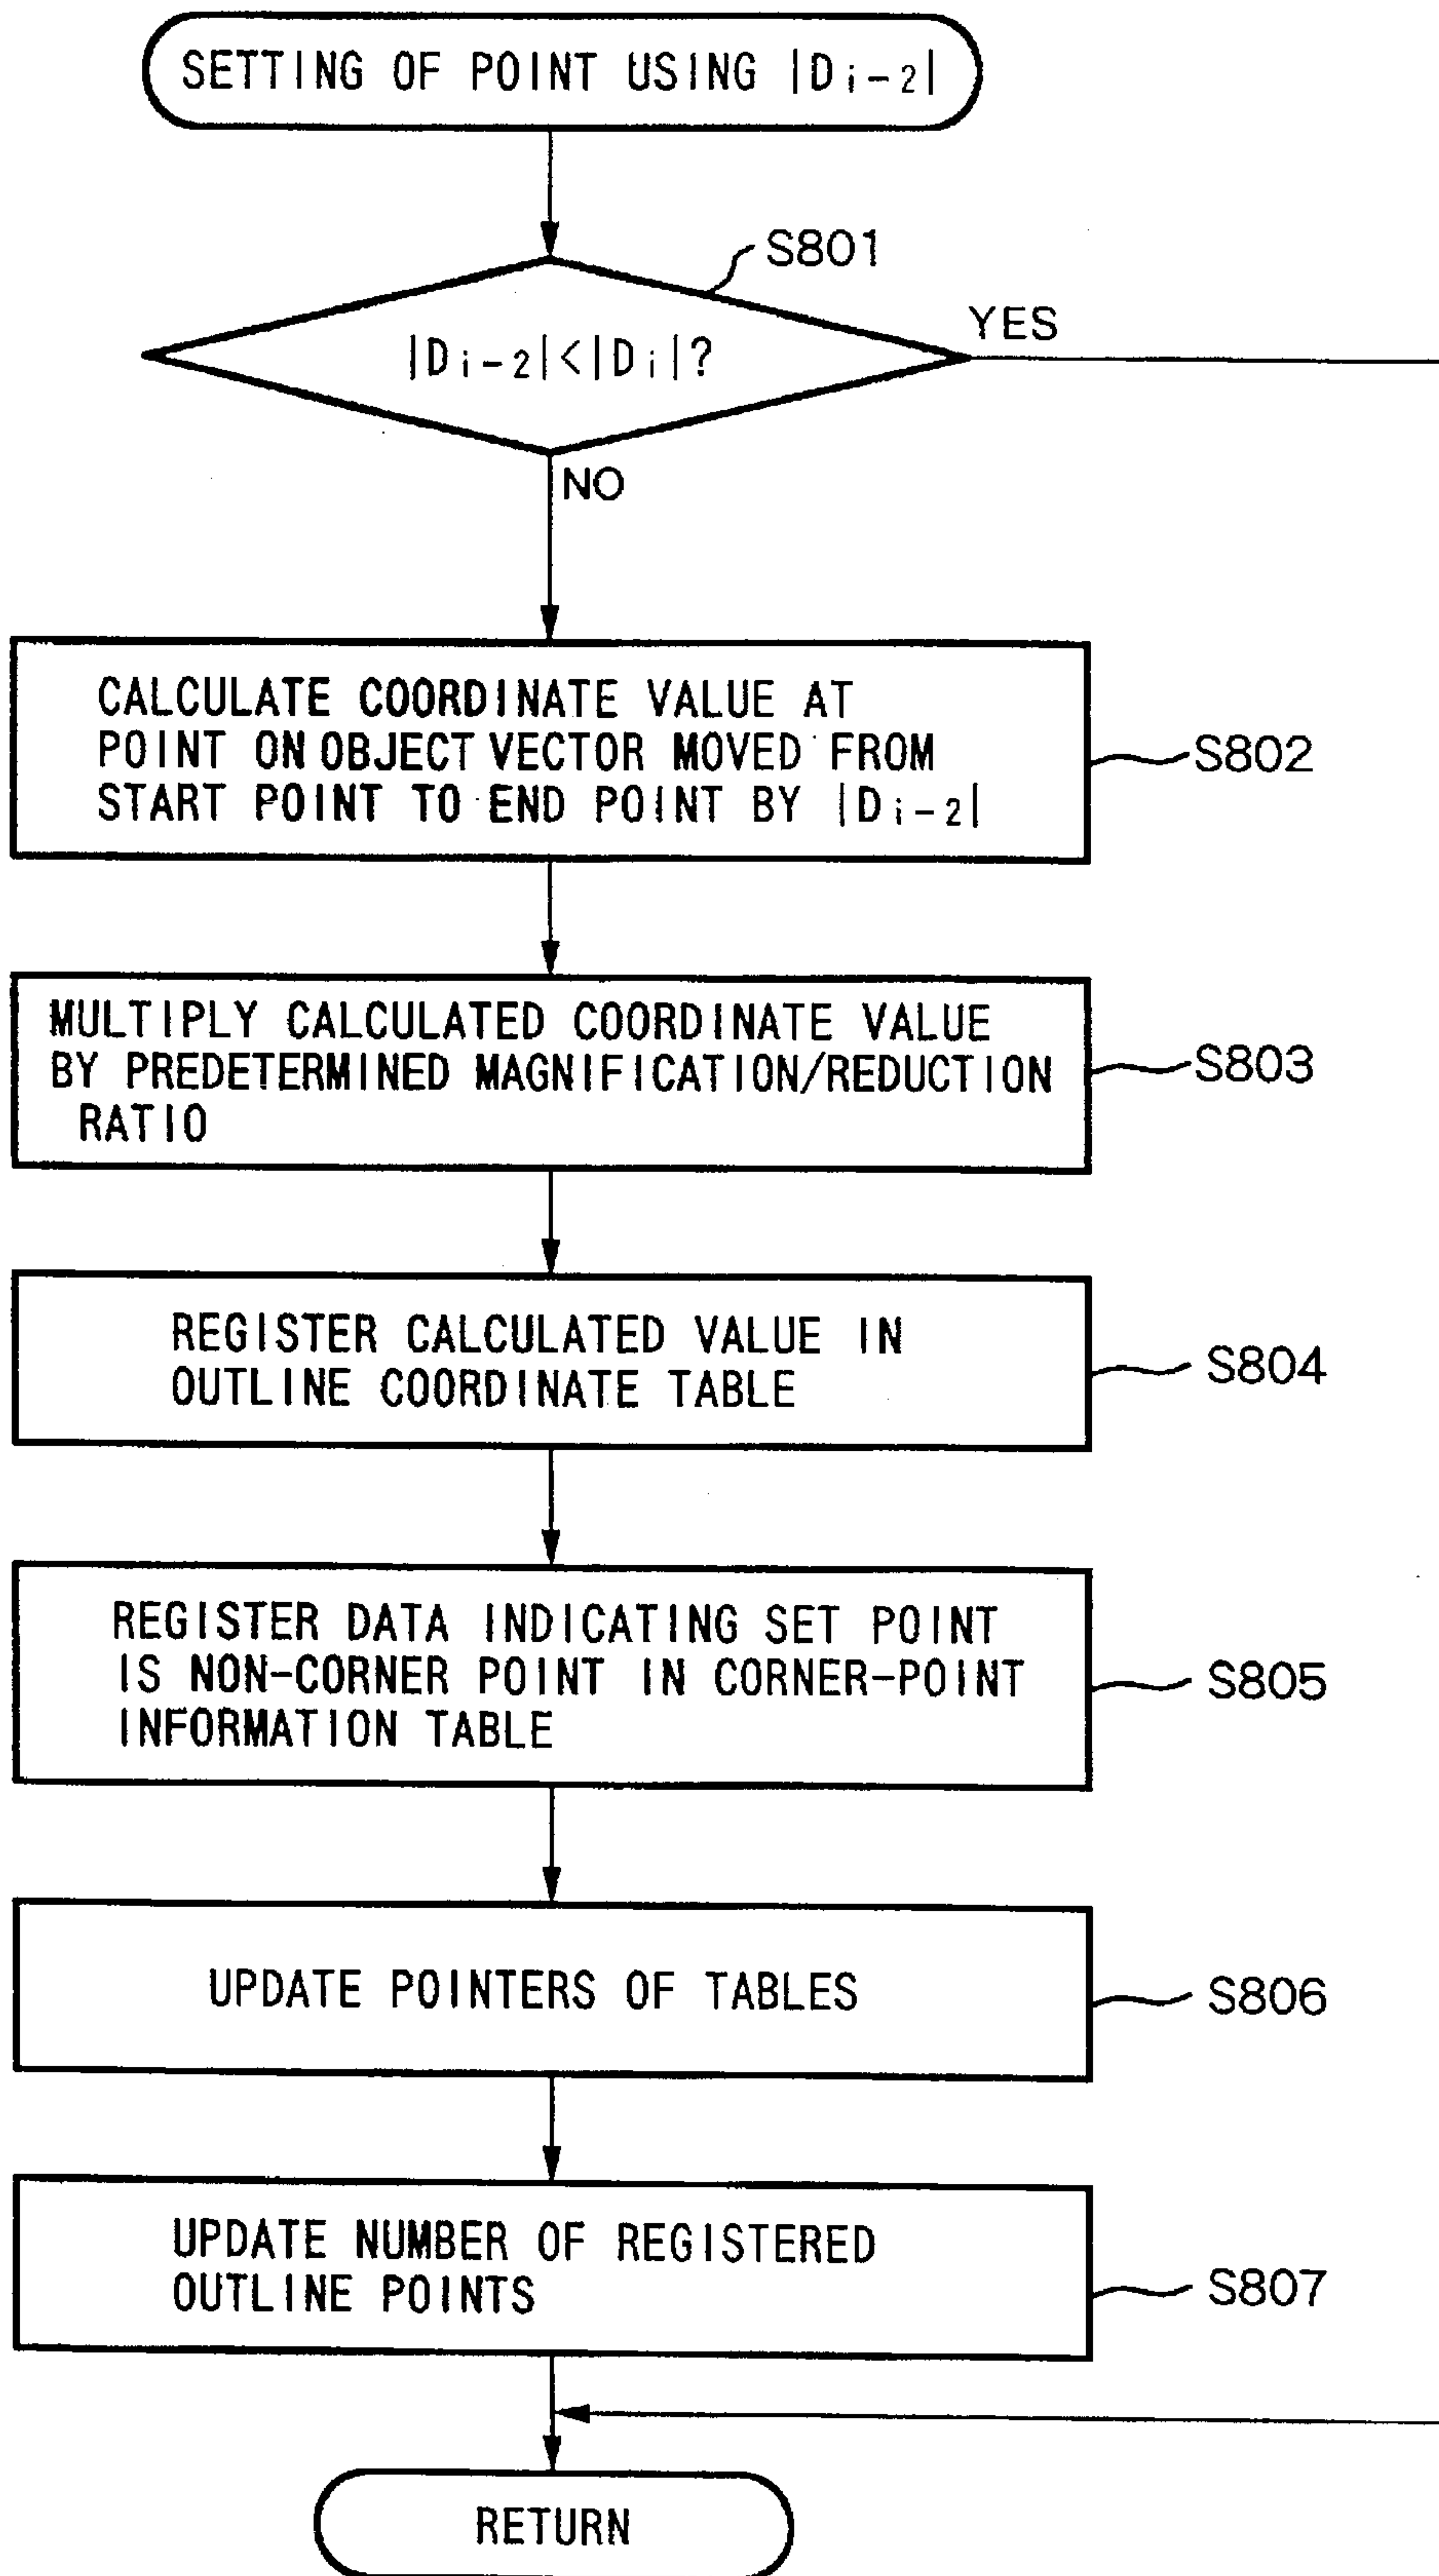 SETTING OF POINT USING |Di-2|
S801
|Di-2|<|Di|?
YES
NO
CALCULATE COORDINATE VALUE AT
POINT ON OBJECT VECTOR MOVED FROM
START POINT TO END POINT BY |Di-2|
S802
MULTIPLY CALCULATED COORDINATE VALUE
BY PREDETERMINED MAGNIFICATION/REDUCTION
RATIO
S803
REGISTER CALCULATED VALUE IN
OUTLINE COORDINATE TABLE
S804
REGISTER DATA INDICATING SET POINT
IS NON-CORNER POINT IN CORNER-POINT
INFORMATION TABLE
S805
UPDATE POINTERS OF TABLES
S806
UPDATE NUMBER OF REGISTERED
OUTLINE POINTS
S807
RETURN